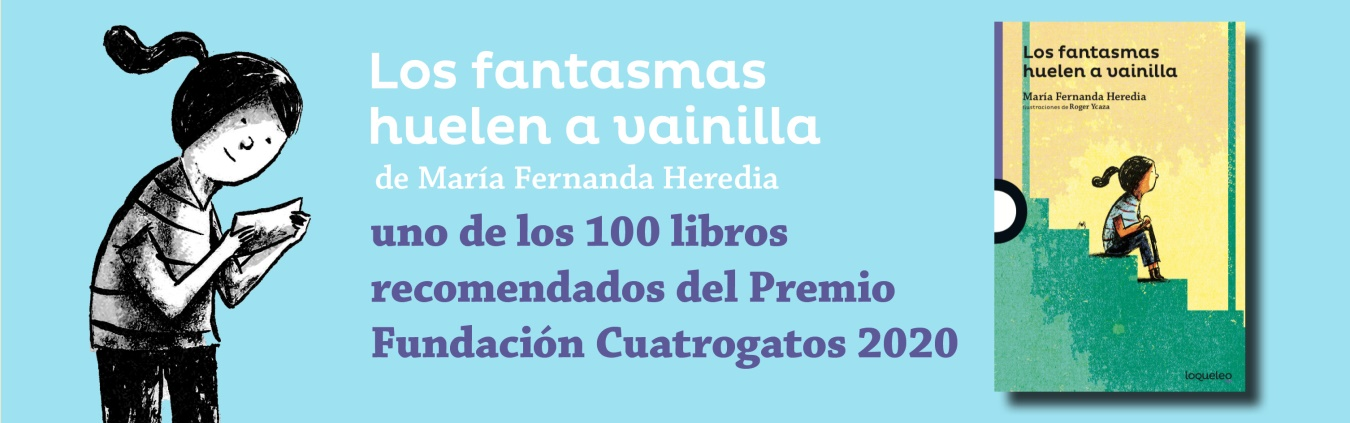 Los fantasmas
huelen a vainilla
de María Fernanda Heredia
uno de los 100 libros
recomendados del Premio
Fundación Cuatrogatos 2020
Los fantasmas
huelen a vainilla
María Fernanda Heredia
Ilustraciones de Roger Ycaza
loqueleo